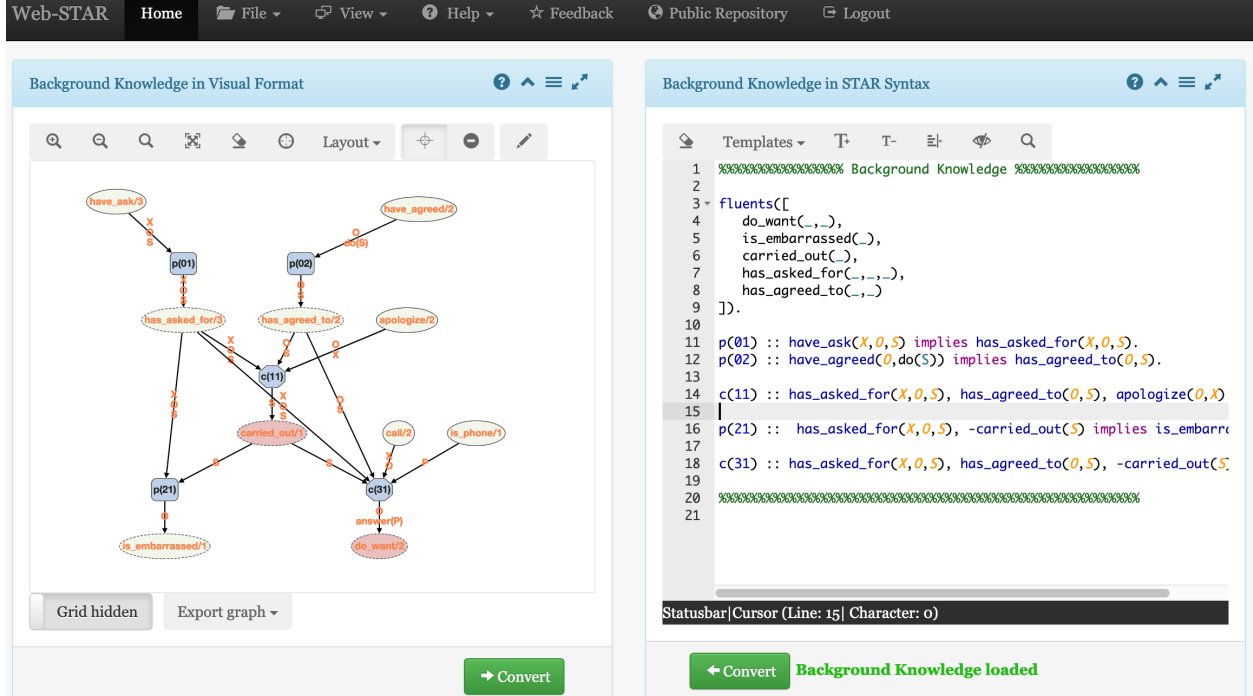 Web-STAR Home File View Help Feedback Public Repository Logout
Background Knowledge in Visual Format
Layout
have_ask/3
have_agreed/2
X
O
S
O
do(S)
p(01)
p(02)
X
O
S
O
S
has_asked_for/3
has_agreed_to/2
apologize/2
X
O
S
O
S
O
X
c(11)
X
O
S
S
X
O
S
O
S
carried_out/1
call/2
is_phone/1
S
S
X
O
P
p(21)
c(31)
O
O
answer(P)
is_embarrassed/1
do_want/2
Grid hidden
Export graph
Convert
Background Knowledge in STAR Syntax
Templates T+ T-
1 %%%%%%%%%%%%%%%% Background Knowledge %%%%%%%%%%%%%%%%
2
3 fluents([
4 do_want(_,_),
5 is_embarrassed(_),
6 carried_out(_),
7 has_asked_for(_,_,_),
8 has_agreed_to(_,_)
9 ]).
10
11 p(01) :: have_ask(X,O,S) implies has_asked_for(X,O,S).
12 p(02) :: have_agreed(O,do(S)) implies has_agreed_to(O,S).
13
14 c(11) :: has_asked_for(X,O,S), has_agreed_to(O,S), apologize(O,X)
15
16 p(21) :: has_asked_for(X,O,S), -carried_out(S) implies is_embarra
17
18 c(31) :: has_asked_for(X,O,S), has_agreed_to(O,S), -carried_out(S
19
20 %%%%%%%%%%%%%%%%%%%%%%%%%%%%%%%%%%%%%%%%%%%%%%%%%%%%%%
21
Statusbar|Cursor (Line: 15| Character: 0)
Convert Background Knowledge loaded